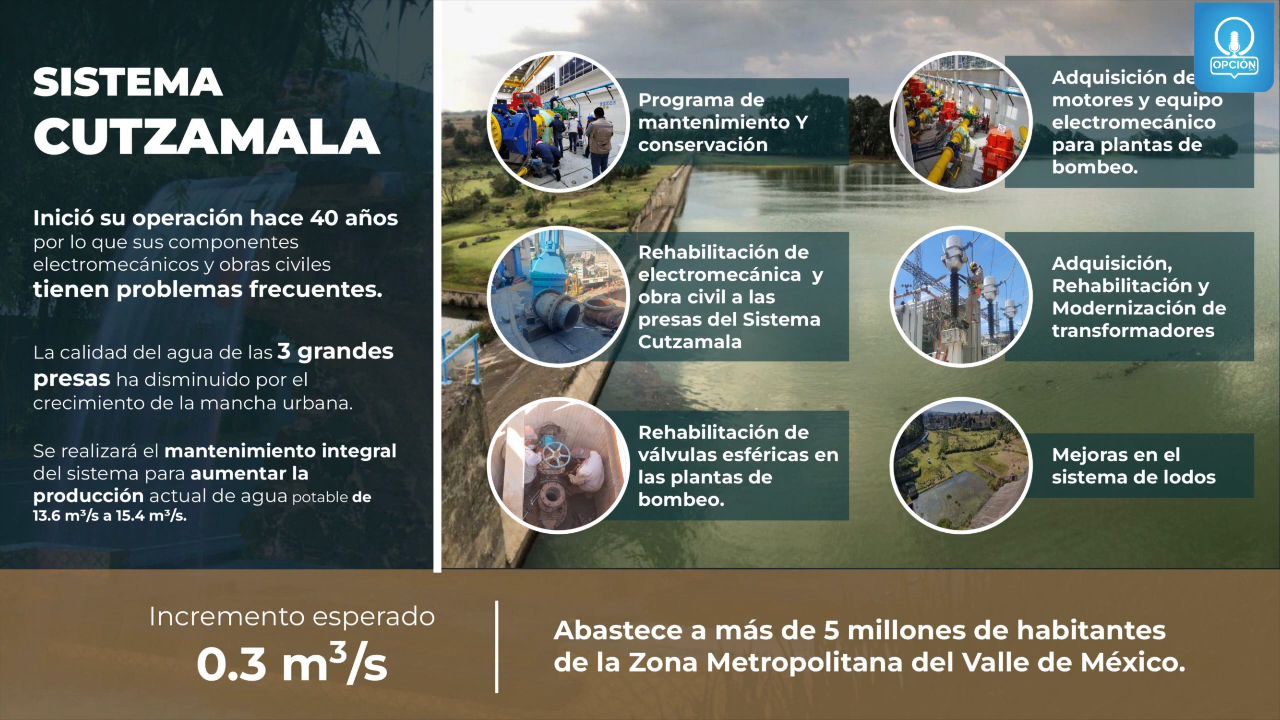 SISTEMA
CUTZAMALA
Inició su operación hace 40 años
por lo que sus componentes
electromecánicos y obras civiles
tienen problemas frecuentes.
La calidad del agua de las 3 grandes
presas ha disminuido por el
crecimiento de la mancha urbana.
Se realizará el mantenimiento integral
del sistema para aumentar la
producción actual de agua potable de
13.6 m³/s a 15.4 m³/s.
Programa de
mantenimiento Y
conservación
Rehabilitación de
electromecánica y
obra civil a las
presas del Sistema
Cutzamala
Rehabilitación de
válvulas esféricas en
las plantas de
bombeo.
Adquisición de
motores y equipo
electromecánico
para plantas de
bombeo.
Adquisición,
Rehabilitación y
Modernización de
transformadores
Mejoras en el
sistema de lodos
OPCIÓN
Incremento esperado
0.3 m³/s
Abastece a más de 5 millones de habitantes
de la Zona Metropolitana del Valle de México.